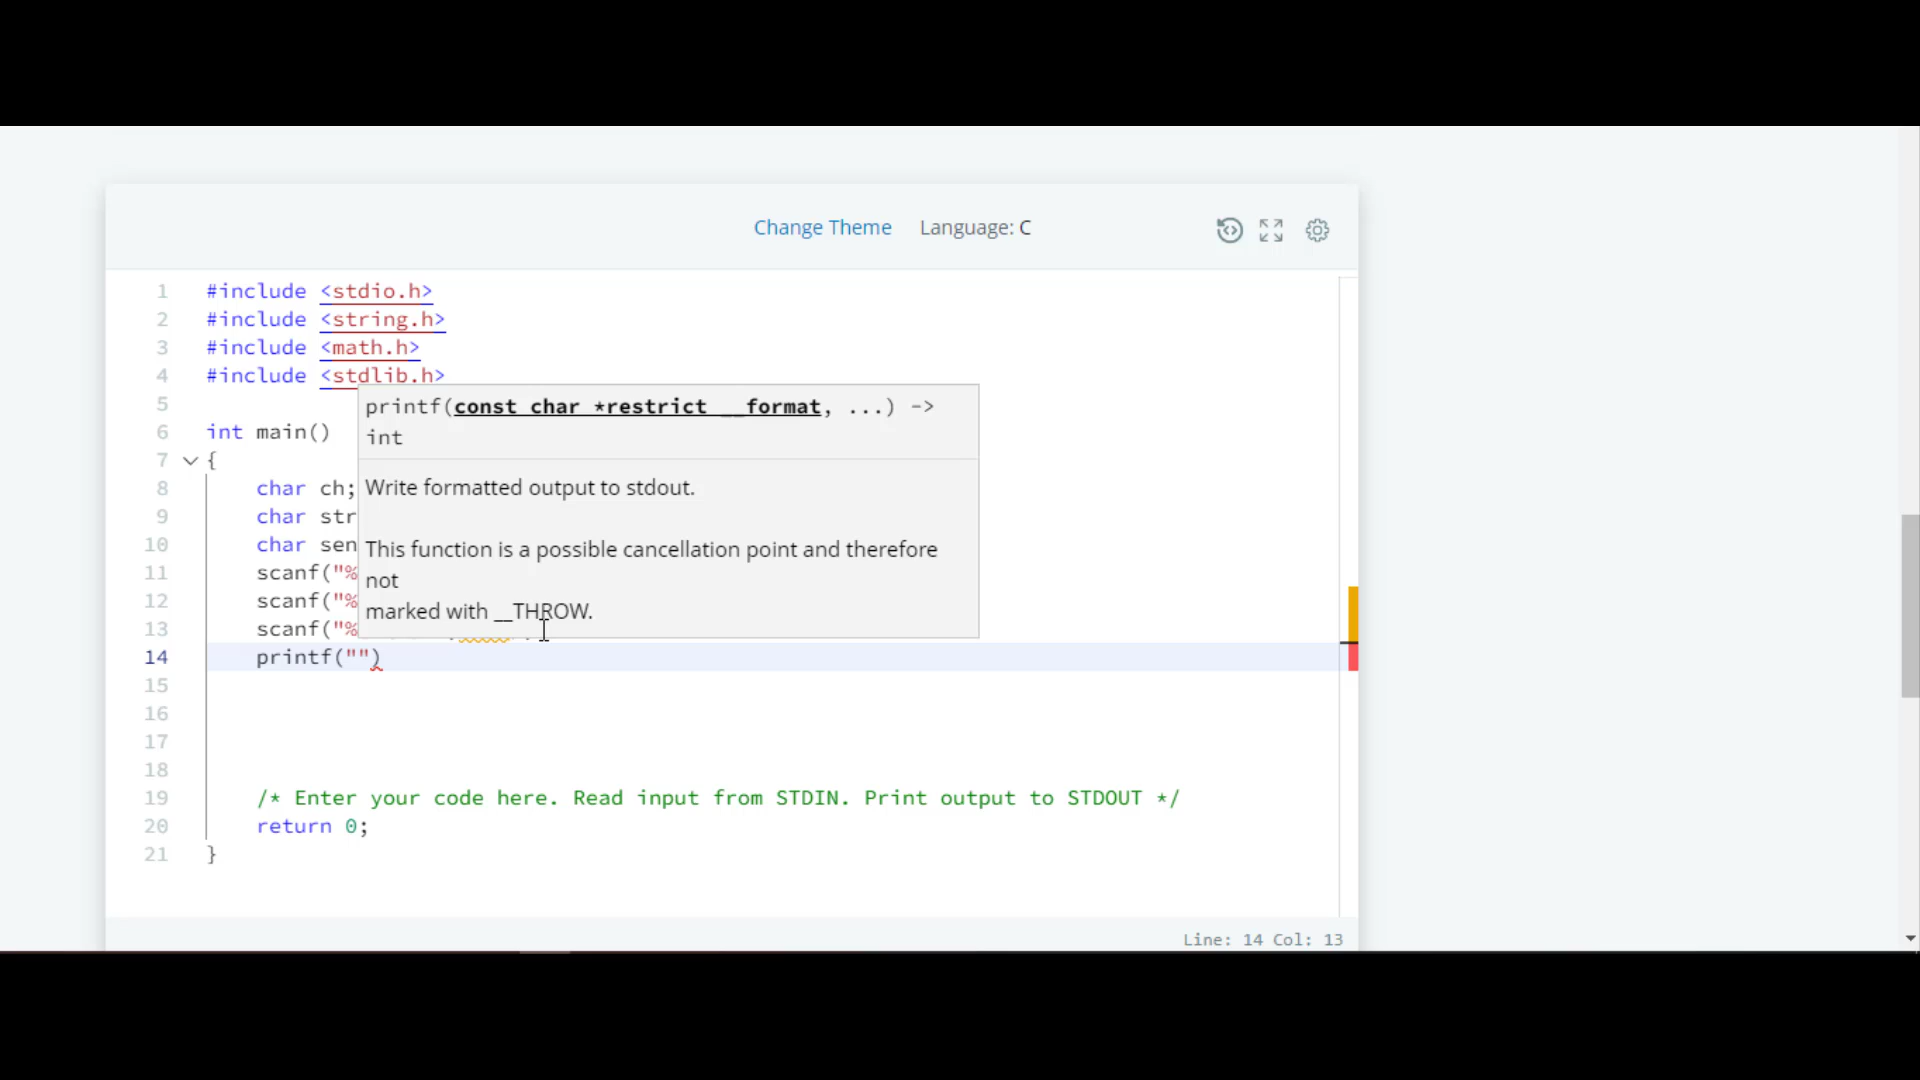 Change Theme Language: C
1 #include <stdio.h>
2 #include <string.h>
3 #include <math.h>
4 #include <stdlib.h>
5
printf(const char *restrict __format, ...) ->
int
6 int main()
7 {
Write formatted output to stdout.
8 char ch;
9 char str
10 char sen
This function is a possible cancellation point and therefore
not
marked with __THROW.
11 scanf("%
12 scanf("%
13 scanf("%
14 printf("")
15
16
17
18
19 /* Enter your code here. Read input from STDIN. Print output to STDOUT */
20 return 0;
21 }
Line: 14 Col: 13